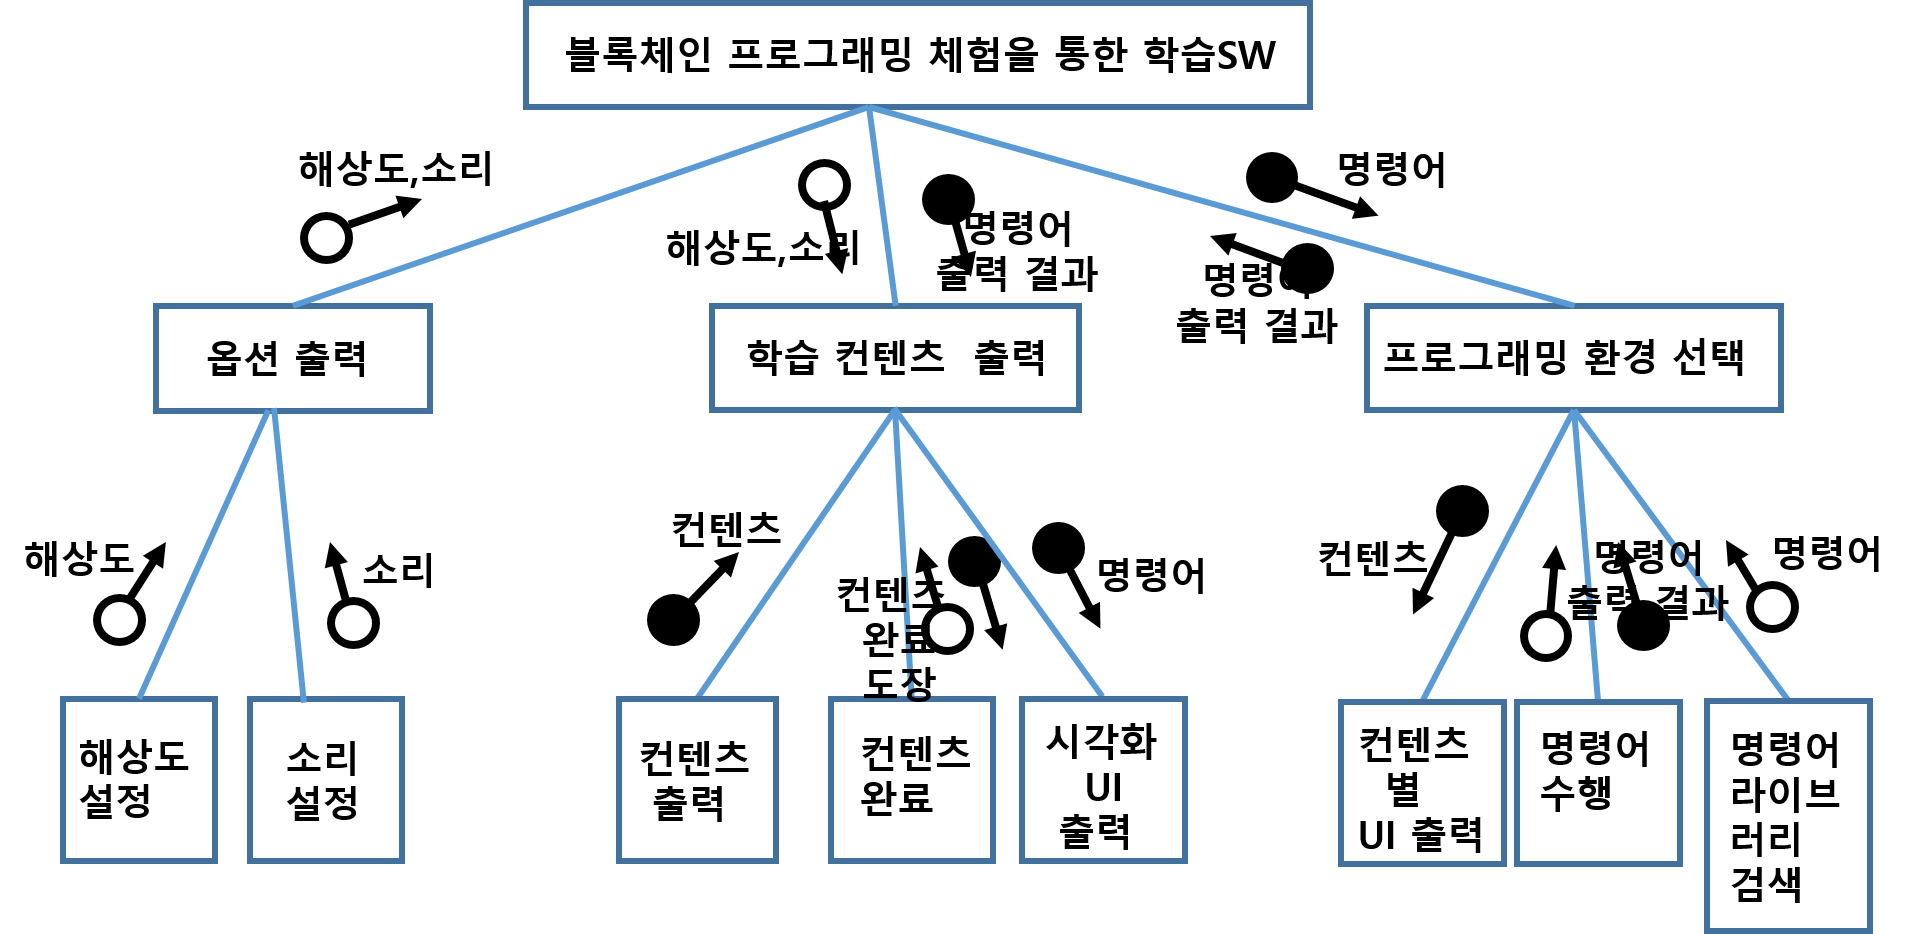 블록체인 프로그래밍 체험을 통한 학습SW
해상도,소리
해상도,소리
명령어
출력 결과
명령어
명령어
출력 결과
옵션 출력
학습 컨텐츠 출력
프로그래밍 환경 선택
해상도
소리
컨텐츠
컨텐츠
완료
도장
명령어
컨텐츠
명령어
출력 결과
명령어
해상도
설정
소리
설정
컨텐츠
출력
컨텐츠
완료
시각화
UI
출력
컨텐츠
별
UI 출력
명령어
수행
명령어
라이브
러리
검색